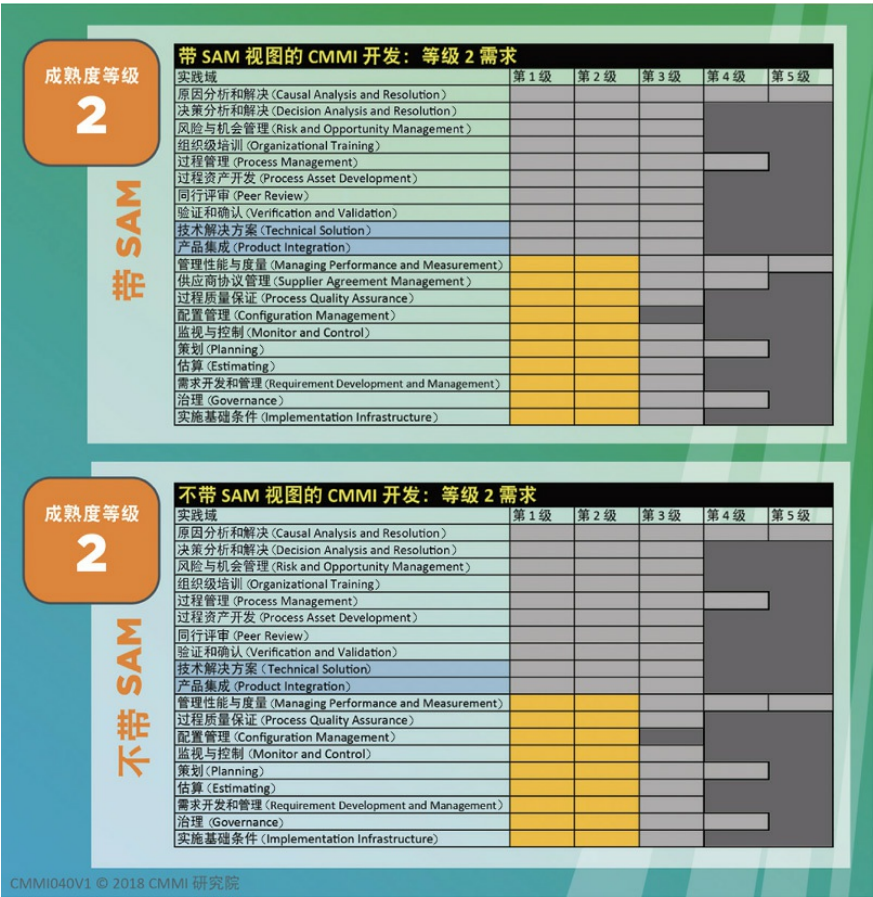 成熟度等级
2
带 SAM
带 SAM 视图的 CMMI 开发：等级 2 需求
实践域 第 1 级 第 2 级 第 3 级 第 4 级 第 5 级
原因分析和解决（Causal Analysis and Resolution）
决策分析和解决（Decision Analysis and Resolution）
风险与机会管理（Risk and Opportunity Management）
组织级培训（Organizational Training）
过程管理（Process Management）
过程资产开发（Process Asset Development）
同行评审（Peer Review）
验证和确认（Verification and Validation）
技术解决方案（Technical Solution）
产品集成（Product Integration）
管理性能与度量（Managing Performance and Measurement）
供应商协议管理（Supplier Agreement Management）
过程质量保证（Process Quality Assurance）
配置管理（Configuration Management）
监视与控制（Monitor and Control）
策划（Planning）
估算（Estimating）
需求开发和管理（Requirement Development and Management）
治理（Governance）
实施基础条件（Implementation Infrastructure）
成熟度等级
2
不带 SAM
不带 SAM 视图的 CMMI 开发：等级 2 需求
实践域 第 1 级 第 2 级 第 3 级 第 4 级 第 5 级
原因分析和解决（Causal Analysis and Resolution）
决策分析和解决（Decision Analysis and Resolution）
风险与机会管理（Risk and Opportunity Management）
组织级培训（Organizational Training）
过程管理（Process Management）
过程资产开发（Process Asset Development）
同行评审（Peer Review）
验证和确认（Verification and Validation）
技术解决方案（Technical Solution）
产品集成（Product Integration）
管理性能与度量（Managing Performance and Measurement）
过程质量保证（Process Quality Assurance）
配置管理（Configuration Management）
监视与控制（Monitor and Control）
策划（Planning）
估算（Estimating）
需求开发和管理（Requirement Development and Management）
治理（Governance）
实施基础条件（Implementation Infrastructure）
CMMI040V1 © 2018 CMMI 研究院